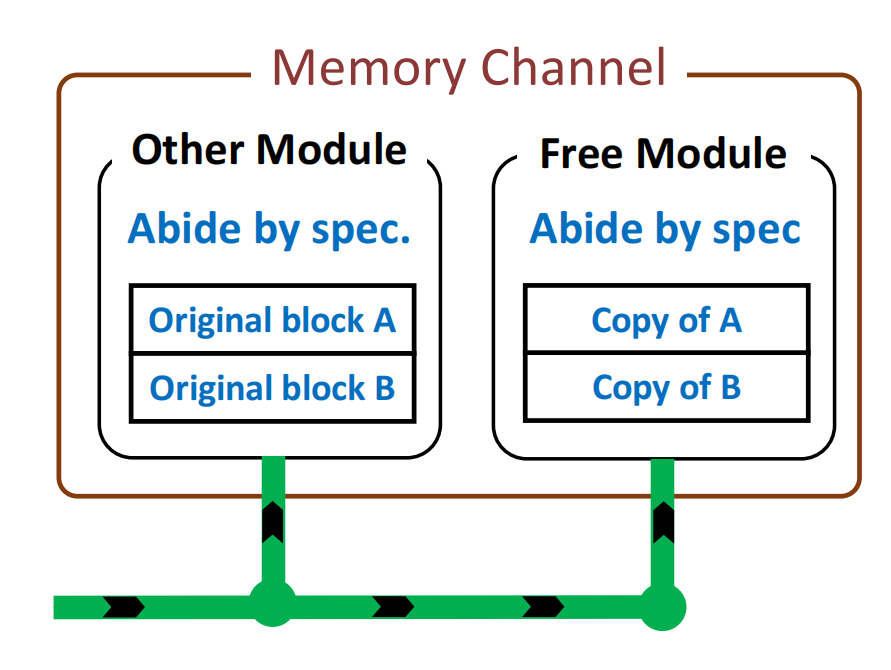 Memory Channel
Other Module
Abide by spec.
Original block A
Original block B
Free Module
Abide by spec
Copy of A
Copy of B